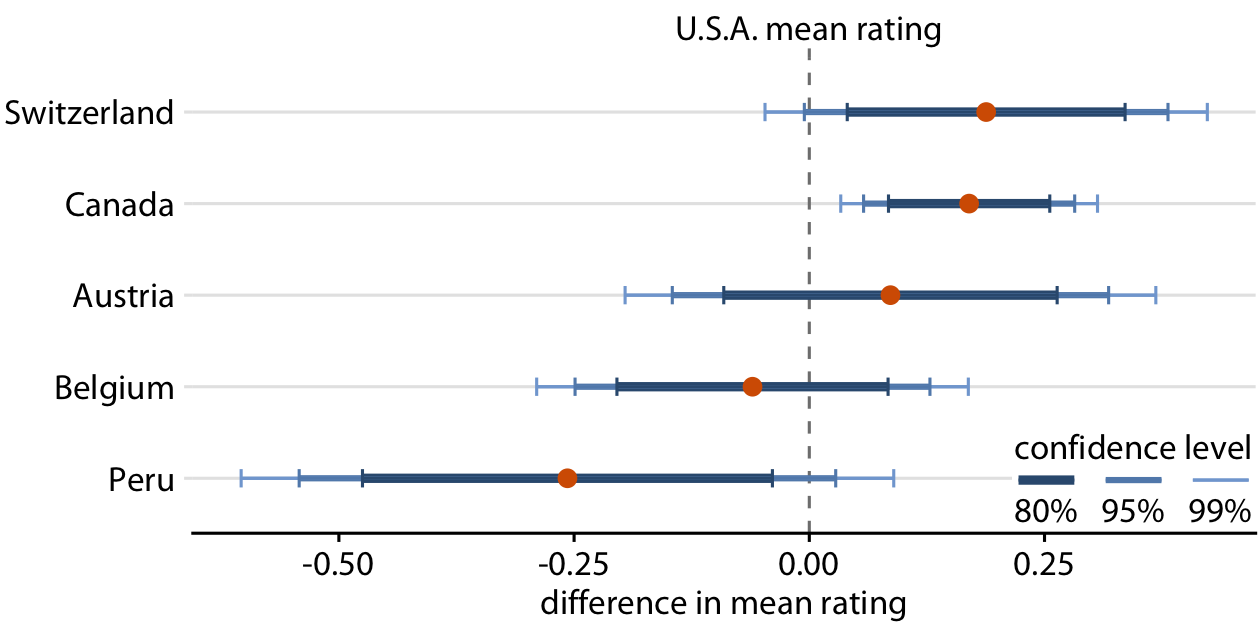 U.S.A. mean rating
Switzerland
Canada
Austria
Belgium
Peru
confidence level
80% 95% 99%
-0.50 -0.25 0.00 0.25
difference in mean rating